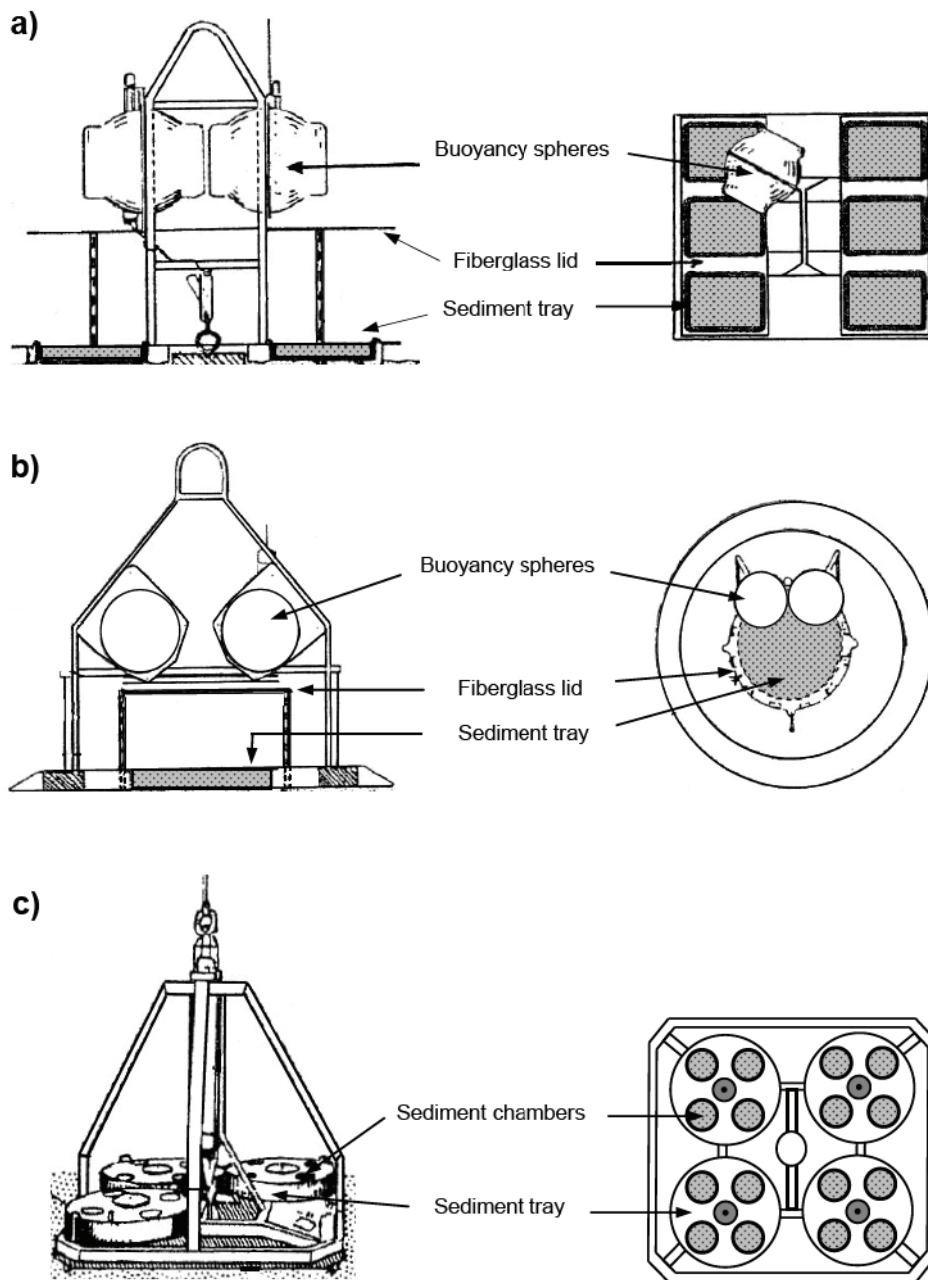 a)
Buoyancy spheres
Fiberglass lid
Sediment tray
b)
Buoyancy spheres
Fiberglass lid
Sediment tray
c)
Sediment chambers
Sediment tray